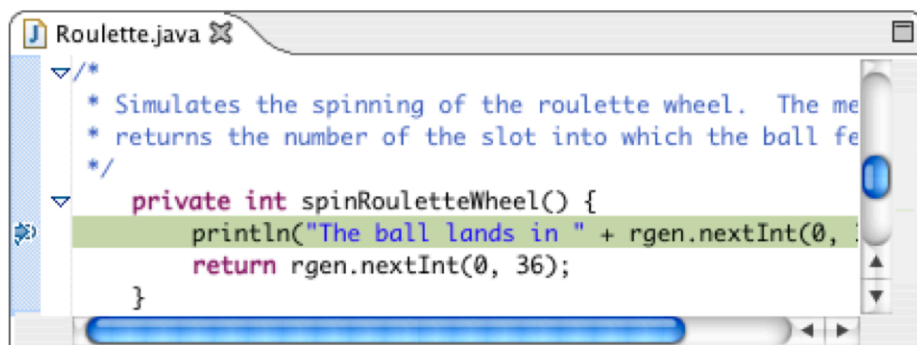 Roulette.java
/*
* Simulates the spinning of the roulette wheel. The me
* returns the number of the slot into which the ball fe
*/
private int spinRouletteWheel() {
println("The ball lands in " + rgen.nextInt(0,
return rgen.nextInt(0, 36);
}